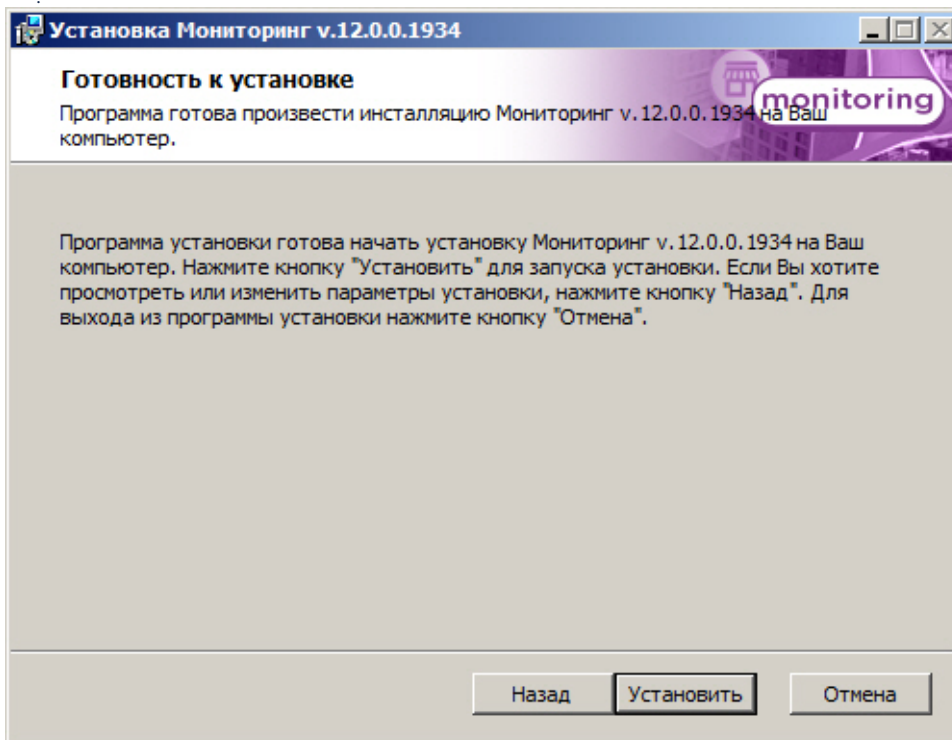 Установка Мониторинг v.12.0.0.1934
Готовность к установке
Программа готова произвести инсталляцию Мониторинг v.12.0.0.1934 на Ваш
компьютер.
monitoring
Программа установки готова начать установку Мониторинг v.12.0.0.1934 на Ваш
компьютер. Нажмите кнопку "Установить" для запуска установки. Если Вы хотите
просмотреть или изменить параметры установки, нажмите кнопку "Назад". Для
выхода из программы установки нажмите кнопку "Отмена".
Назад Установить Отмена